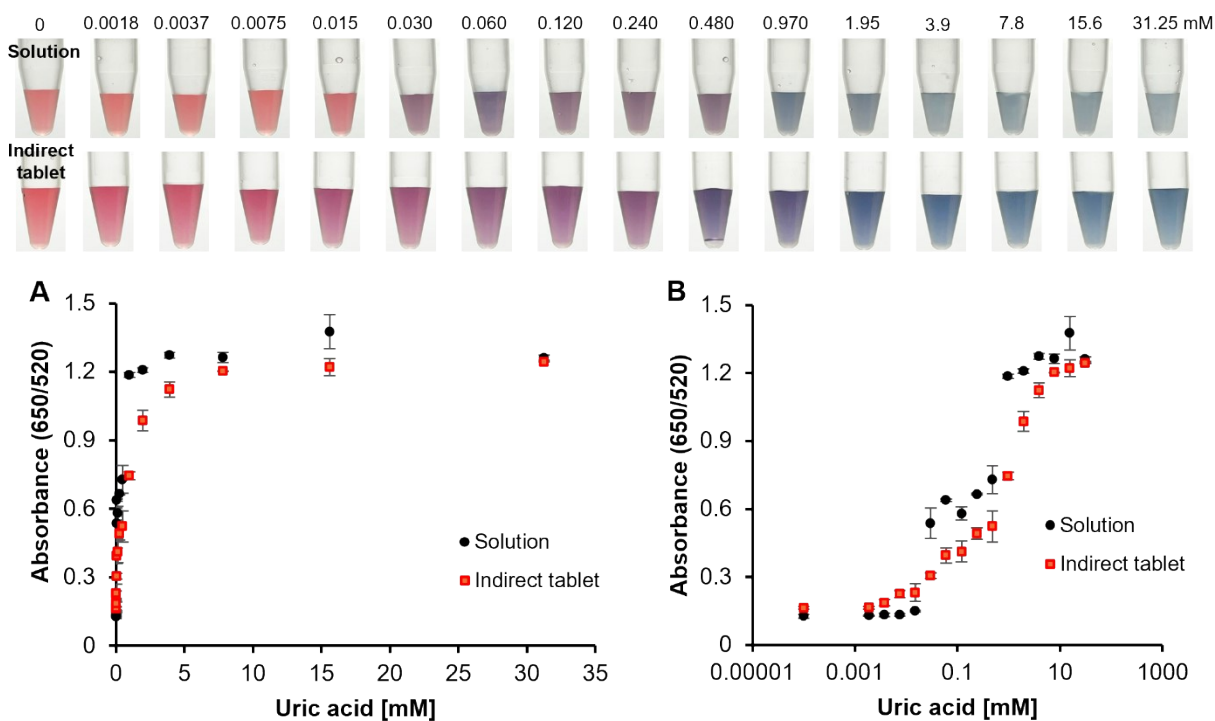 0 0.0018 0.0037 0.0075 0.015 0.030 0.060 0.120 0.240 0.480 0.970 1.95 3.9 7.8 15.6 31.25 mM
Solution
Indirect
tablet
A
Absorbance (650/520)
1.5
1.2
0.9
0.6
0.3
0
Solution
Indirect tablet
0 5 10 15 20 25 30 35
Uric acid [mM]
B
Absorbance (650/520)
1.5
1.2
0.9
0.6
0.3
0
Solution
Indirect tablet
0.00001 0.001 0.1 10 1000
Uric acid [mM]